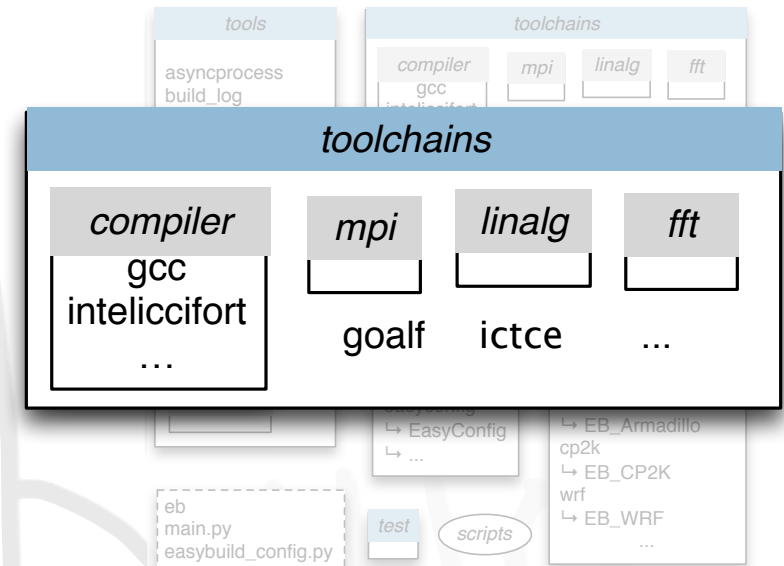 tools
toolchains
asyncprocess
build_log
compiler
mpi
linalg
fft
gcc
inteliccifort
toolchains
compiler
mpi
linalg
fft
gcc
inteliccifort
...
goalf
ictce
...
↳ EasyConfig
↳ ...
↳ EB_Armadillo
cp2k
↳ EB_CP2K
wrf
↳ EB_WRF
...
eb
main.py
easybuild_config.py
test
scripts